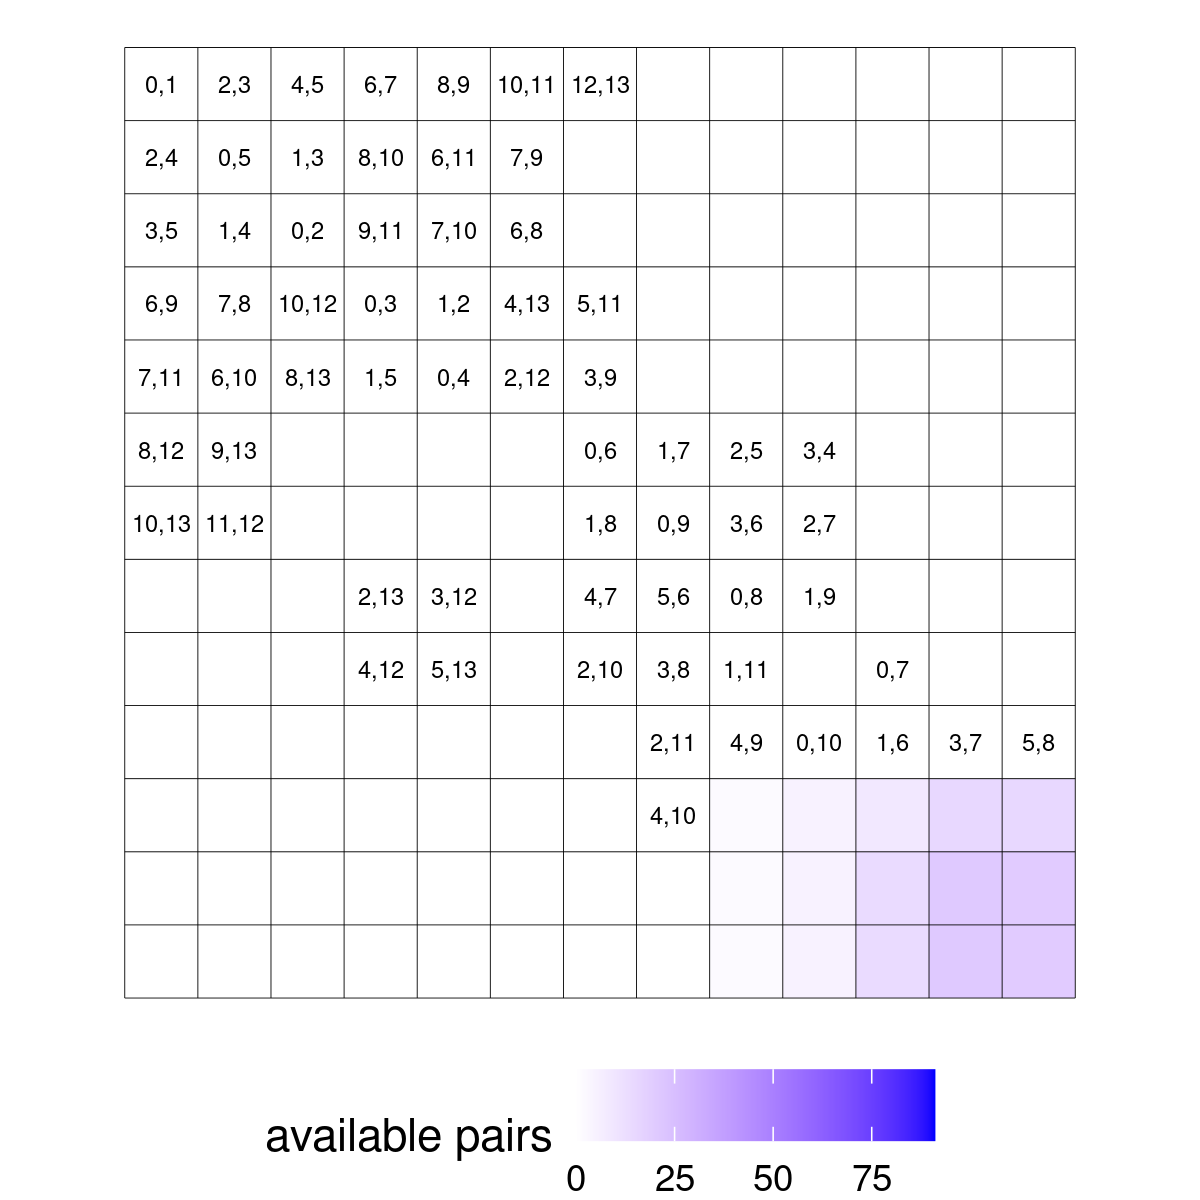 0,1 2,3 4,5 6,7 8,9 10,11 12,13
2,4 0,5 1,3 8,10 6,11 7,9
3,5 1,4 0,2 9,11 7,10 6,8
6,9 7,8 10,12 0,3 1,2 4,13 5,11
7,11 6,10 8,13 1,5 0,4 2,12 3,9
8,12 9,13 0,6 1,7 2,5 3,4
10,13 11,12 1,8 0,9 3,6 2,7
2,13 3,12 4,7 5,6 0,8 1,9
4,12 5,13 2,10 3,8 1,11 0,7
2,11 4,9 0,10 1,6 3,7 5,8
4,10
available pairs
0 25 50 75